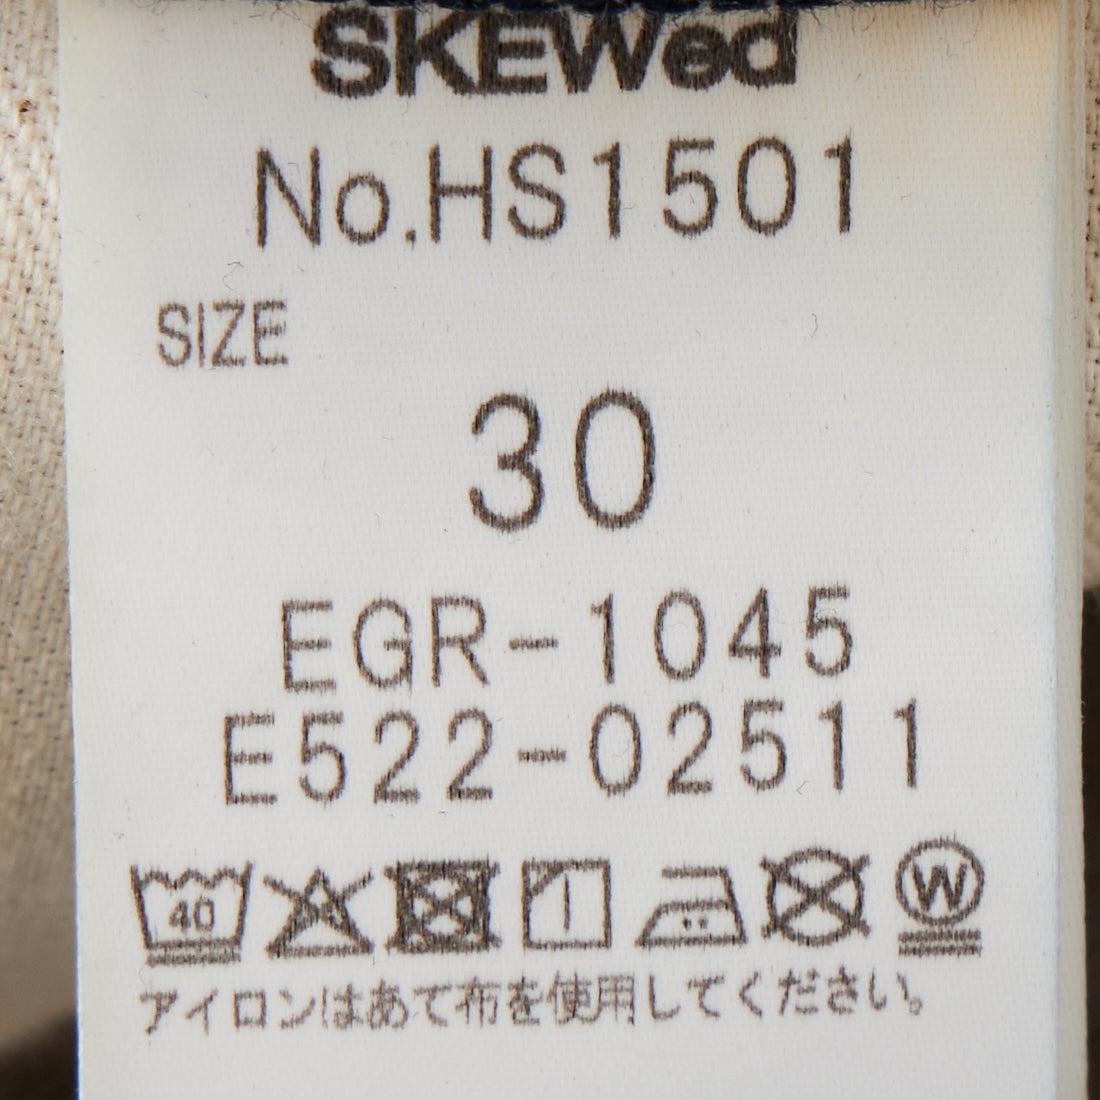 SKEWed
No.HS1501
SIZE
30
EGR-1045
E522-02511
40 W
アイロンはあて布を使用してください。